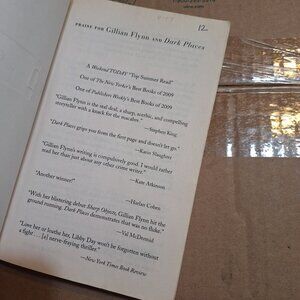 12
PRAISE FOR Gillian Flynn AND Dark Places
A Weekend TODAY "Top Summer Read"
One of The New Yorker's Best Books of 2009
One of Publishers Weekly's Best Books of 2009
"Gillian Flynn is the real deal, a sharp, acerbic, and compelling
storyteller with a knack for the macabre."
—Stephen King
"Dark Places grips you from the first page and doesn't let go."
—Karin Slaughter
"Gillian Flynn's writing is compulsively good. I would rather
read her than just about any other crime writer."
—Kate Atkinson
"Another winner!"
—Harlan Coben
"With her blistering debut Sharp Objects, Gillian Flynn hit the
ground running. Dark Places demonstrates that was no fluke."
—Val McDermid
"Love her or loathe her, Libby Day won't be forgotten without
a fight . . . [a] nerve-fraying thriller."
—New York Times Book Review